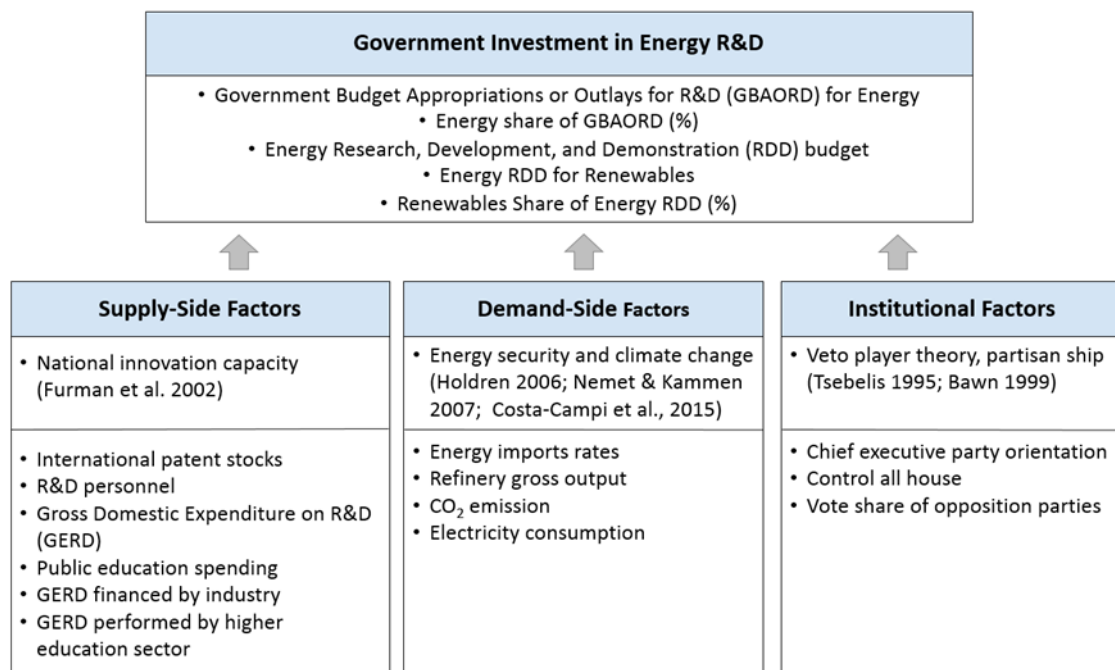 Government Investment in Energy R&D
• Government Budget Appropriations or Outlays for R&D (GBAORD) for Energy
• Energy share of GBAORD (%)
• Energy Research, Development, and Demonstration (RDD) budget
• Energy RDD for Renewables
• Renewables Share of Energy RDD (%)
Supply-Side Factors
• National innovation capacity
(Furman et al. 2002)
• International patent stocks
• R&D personnel
• Gross Domestic Expenditure on R&D
(GERD)
• Public education spending
• GERD financed by industry
• GERD performed by higher
education sector
Demand-Side Factors
• Energy security and climate change
(Holdren 2006; Nemet & Kammen
2007; Costa-Campi et al., 2015)
• Energy imports rates
• Refinery gross output
• CO₂ emission
• Electricity consumption
Institutional Factors
• Veto player theory, partisan ship
(Tsebelis 1995; Bawn 1999)
• Chief executive party orientation
• Control all house
• Vote share of opposition parties